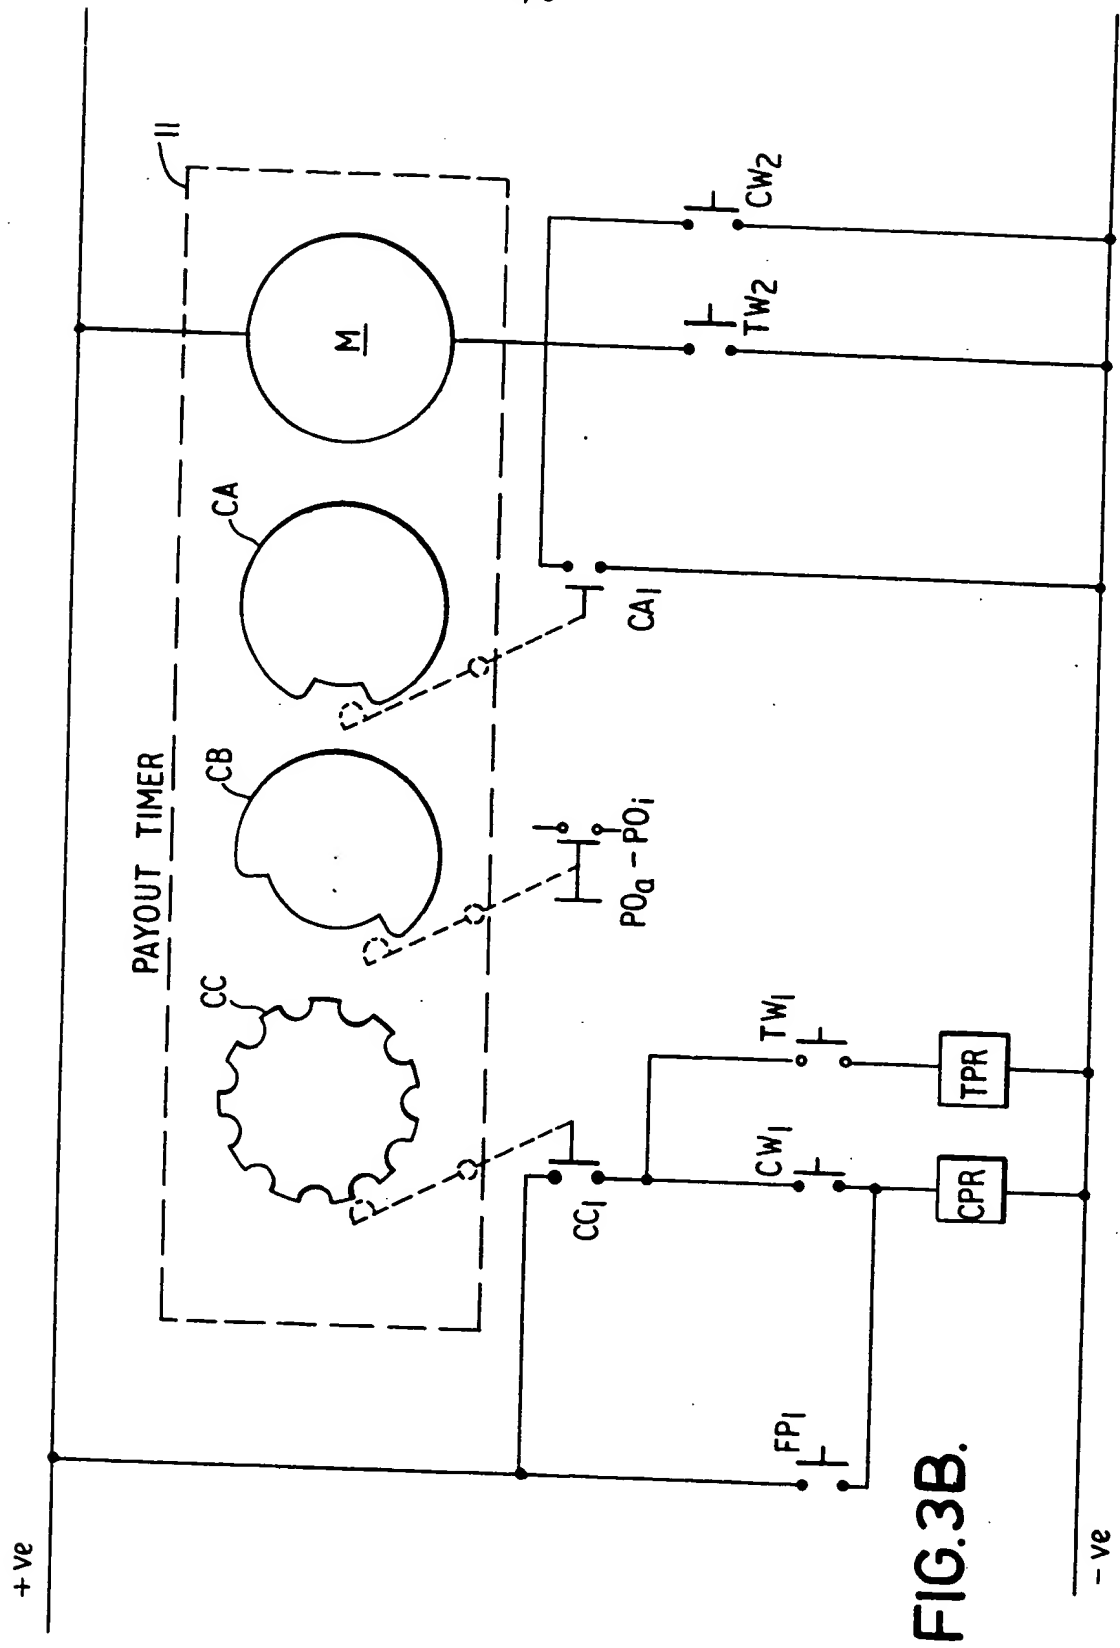 +ve
PAYOUT TIMER
11
CC
CB
CA
M
CC1
POa - POi
CA1
FP1
CW1
TW1
TW2
CW2
CPR
TPR
-ve
FIG.3B.